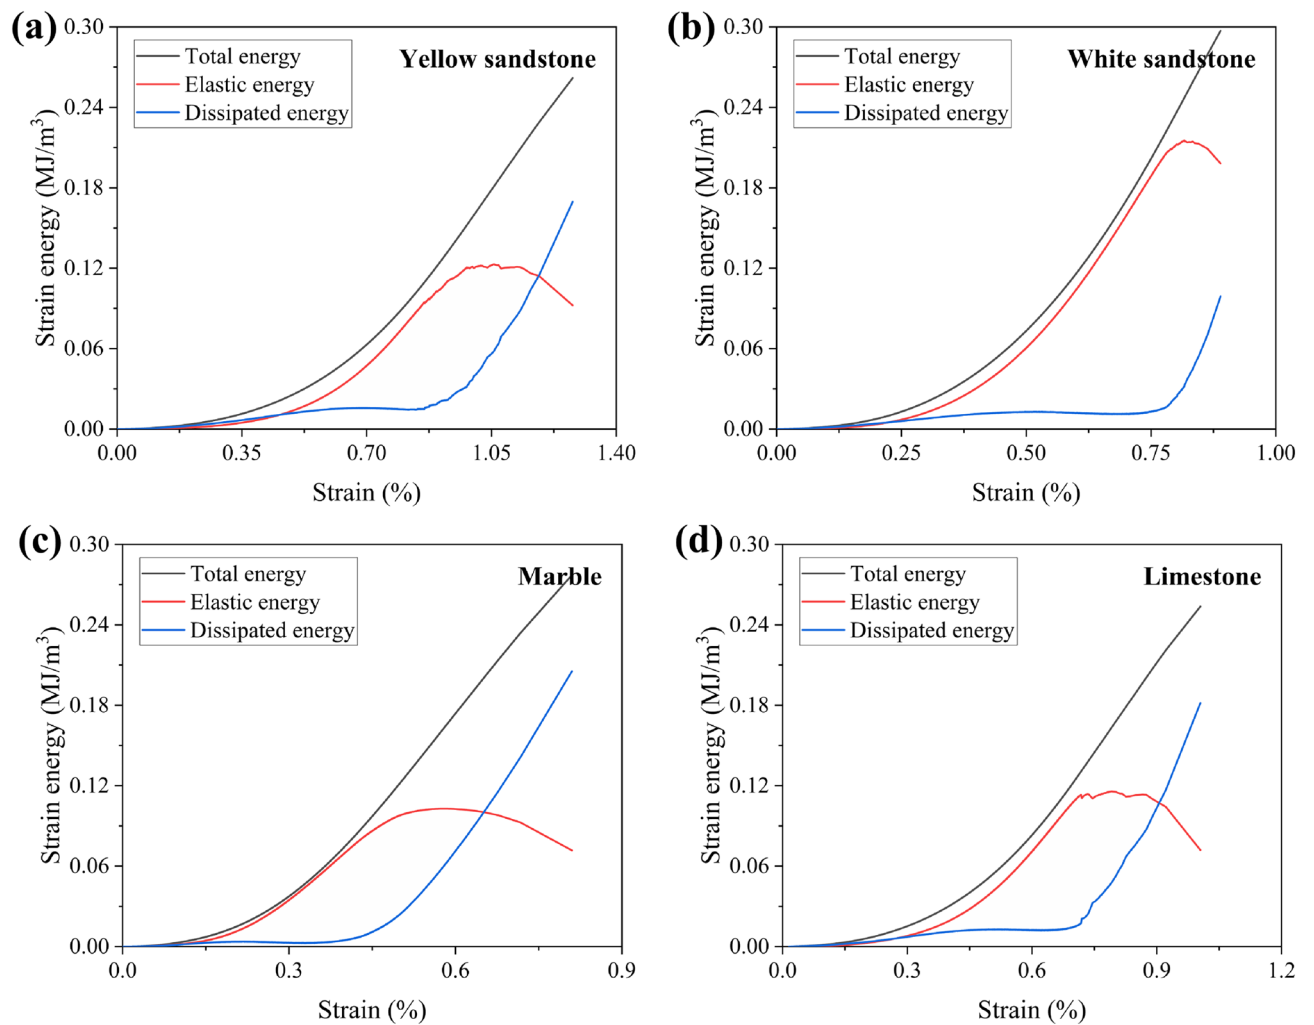 (a)
Yellow sandstone
Total energy
Elastic energy
Dissipated energy
Strain energy (MJ/m³)
0.30
0.24
0.18
0.12
0.06
0.00
0.00 0.35 0.70 1.05 1.40
Strain (%)
(b)
White sandstone
Total energy
Elastic energy
Dissipated energy
Strain energy (MJ/m³)
0.30
0.24
0.18
0.12
0.06
0.00
0.00 0.25 0.50 0.75 1.00
Strain (%)
(c)
Marble
Total energy
Elastic energy
Dissipated energy
Strain energy (MJ/m³)
0.30
0.24
0.18
0.12
0.06
0.00
0.0 0.3 0.6 0.9
Strain (%)
(d)
Limestone
Total energy
Elastic energy
Dissipated energy
Strain energy (MJ/m³)
0.30
0.24
0.18
0.12
0.06
0.00
0.0 0.3 0.6 0.9 1.2
Strain (%)